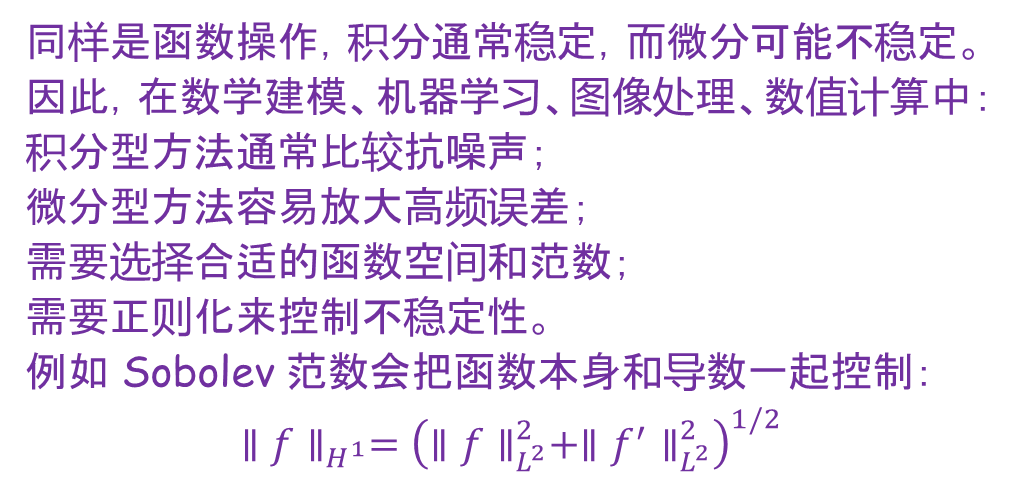 同样是函数操作，积分通常稳定，而微分可能不稳定。
因此，在数学建模、机器学习、图像处理、数值计算中：
积分型方法通常比较抗噪声；
微分型方法容易放大高频误差；
需要选择合适的函数空间和范数；
需要正则化来控制不稳定性。
例如 Sobolev 范数会把函数本身和导数一起控制：
∥ f ∥_{H^1}= (∥ f ∥_{L^2}^2+∥ f′ ∥_{L^2}^2)^{1/2}